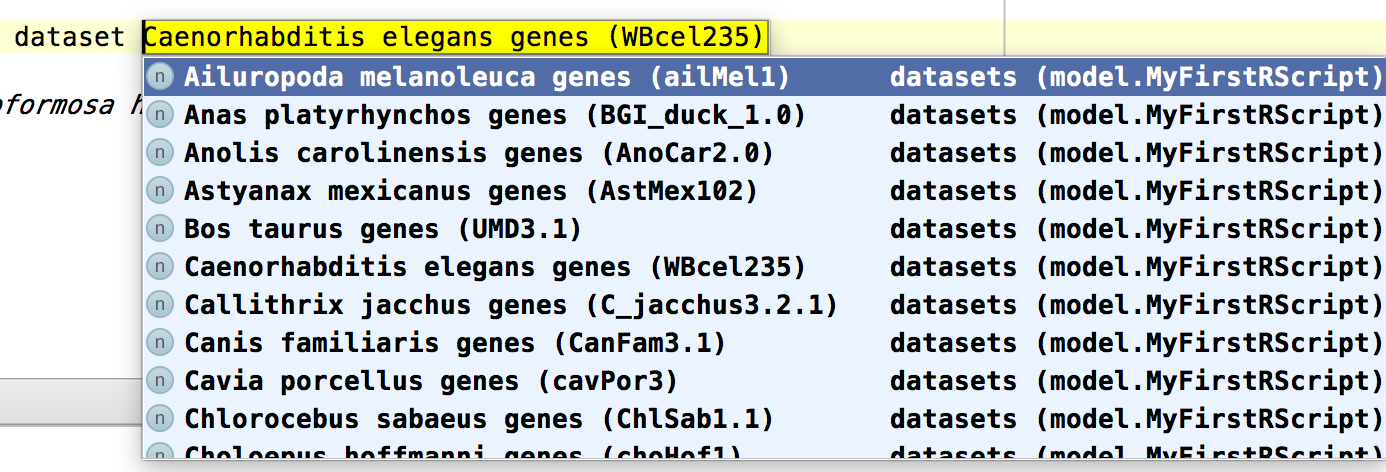 dataset Caenorhabditis elegans genes (WBcel235)
n Ailuropoda melanoleuca genes (ailMel1) datasets (model.MyFirstRScript)
n Anas platyrhynchos genes (BGI_duck_1.0) datasets (model.MyFirstRScript)
formosa h
n Anolis carolinensis genes (AnoCar2.0) datasets (model.MyFirstRScript)
n Astyanax mexicanus genes (AstMex102) datasets (model.MyFirstRScript)
n Bos taurus genes (UMD3.1) datasets (model.MyFirstRScript)
n Caenorhabditis elegans genes (WBcel235) datasets (model.MyFirstRScript)
n Callithrix jacchus genes (C_jacchus3.2.1) datasets (model.MyFirstRScript)
n Canis familiaris genes (CanFam3.1) datasets (model.MyFirstRScript)
n Cavia porcellus genes (cavPor3) datasets (model.MyFirstRScript)
n Chlorocebus sabaeus genes (ChlSab1.1) datasets (model.MyFirstRScript)
n Choloepus hoffmanni genes (choHof1) datasets (model.MyFirstRScript)